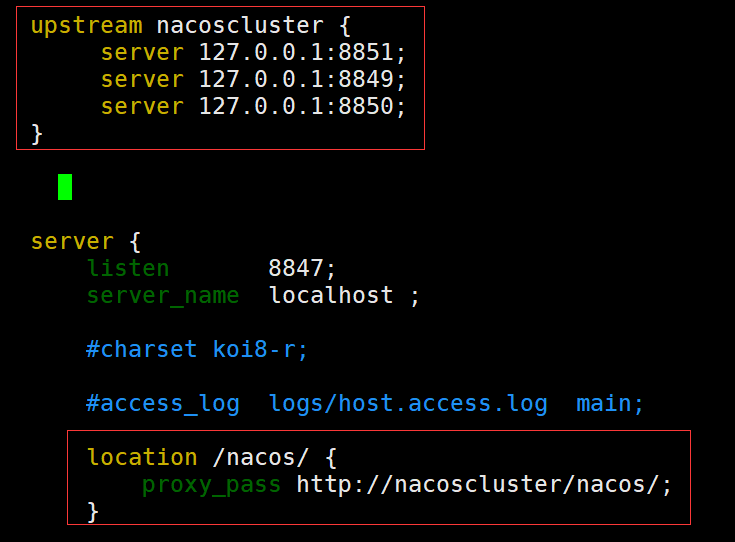 upstream nacoscluster {
server 127.0.0.1:8851;
server 127.0.0.1:8849;
server 127.0.0.1:8850;
}
server {
listen 8847;
server_name localhost ;
#charset koi8-r;
#access_log logs/host.access.log main;
location /nacos/ {
proxy_pass http://nacoscluster/nacos/;
}